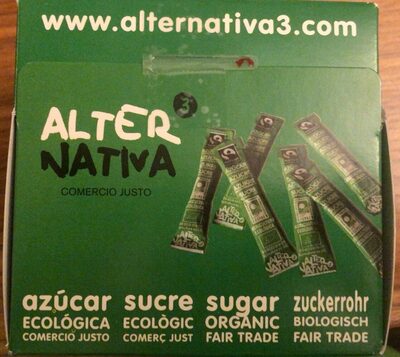 www.alternativa3.com
ALTER 3
NATIVA
COMERCIO JUSTO
azúcar
ECOLÓGICA
COMERCIO JUSTO
sucre
ECOLÒGIC
COMERÇ JUST
sugar
ORGANIC
FAIR TRADE
zuckerrohr
BIOLOGISCH
FAIR TRADE